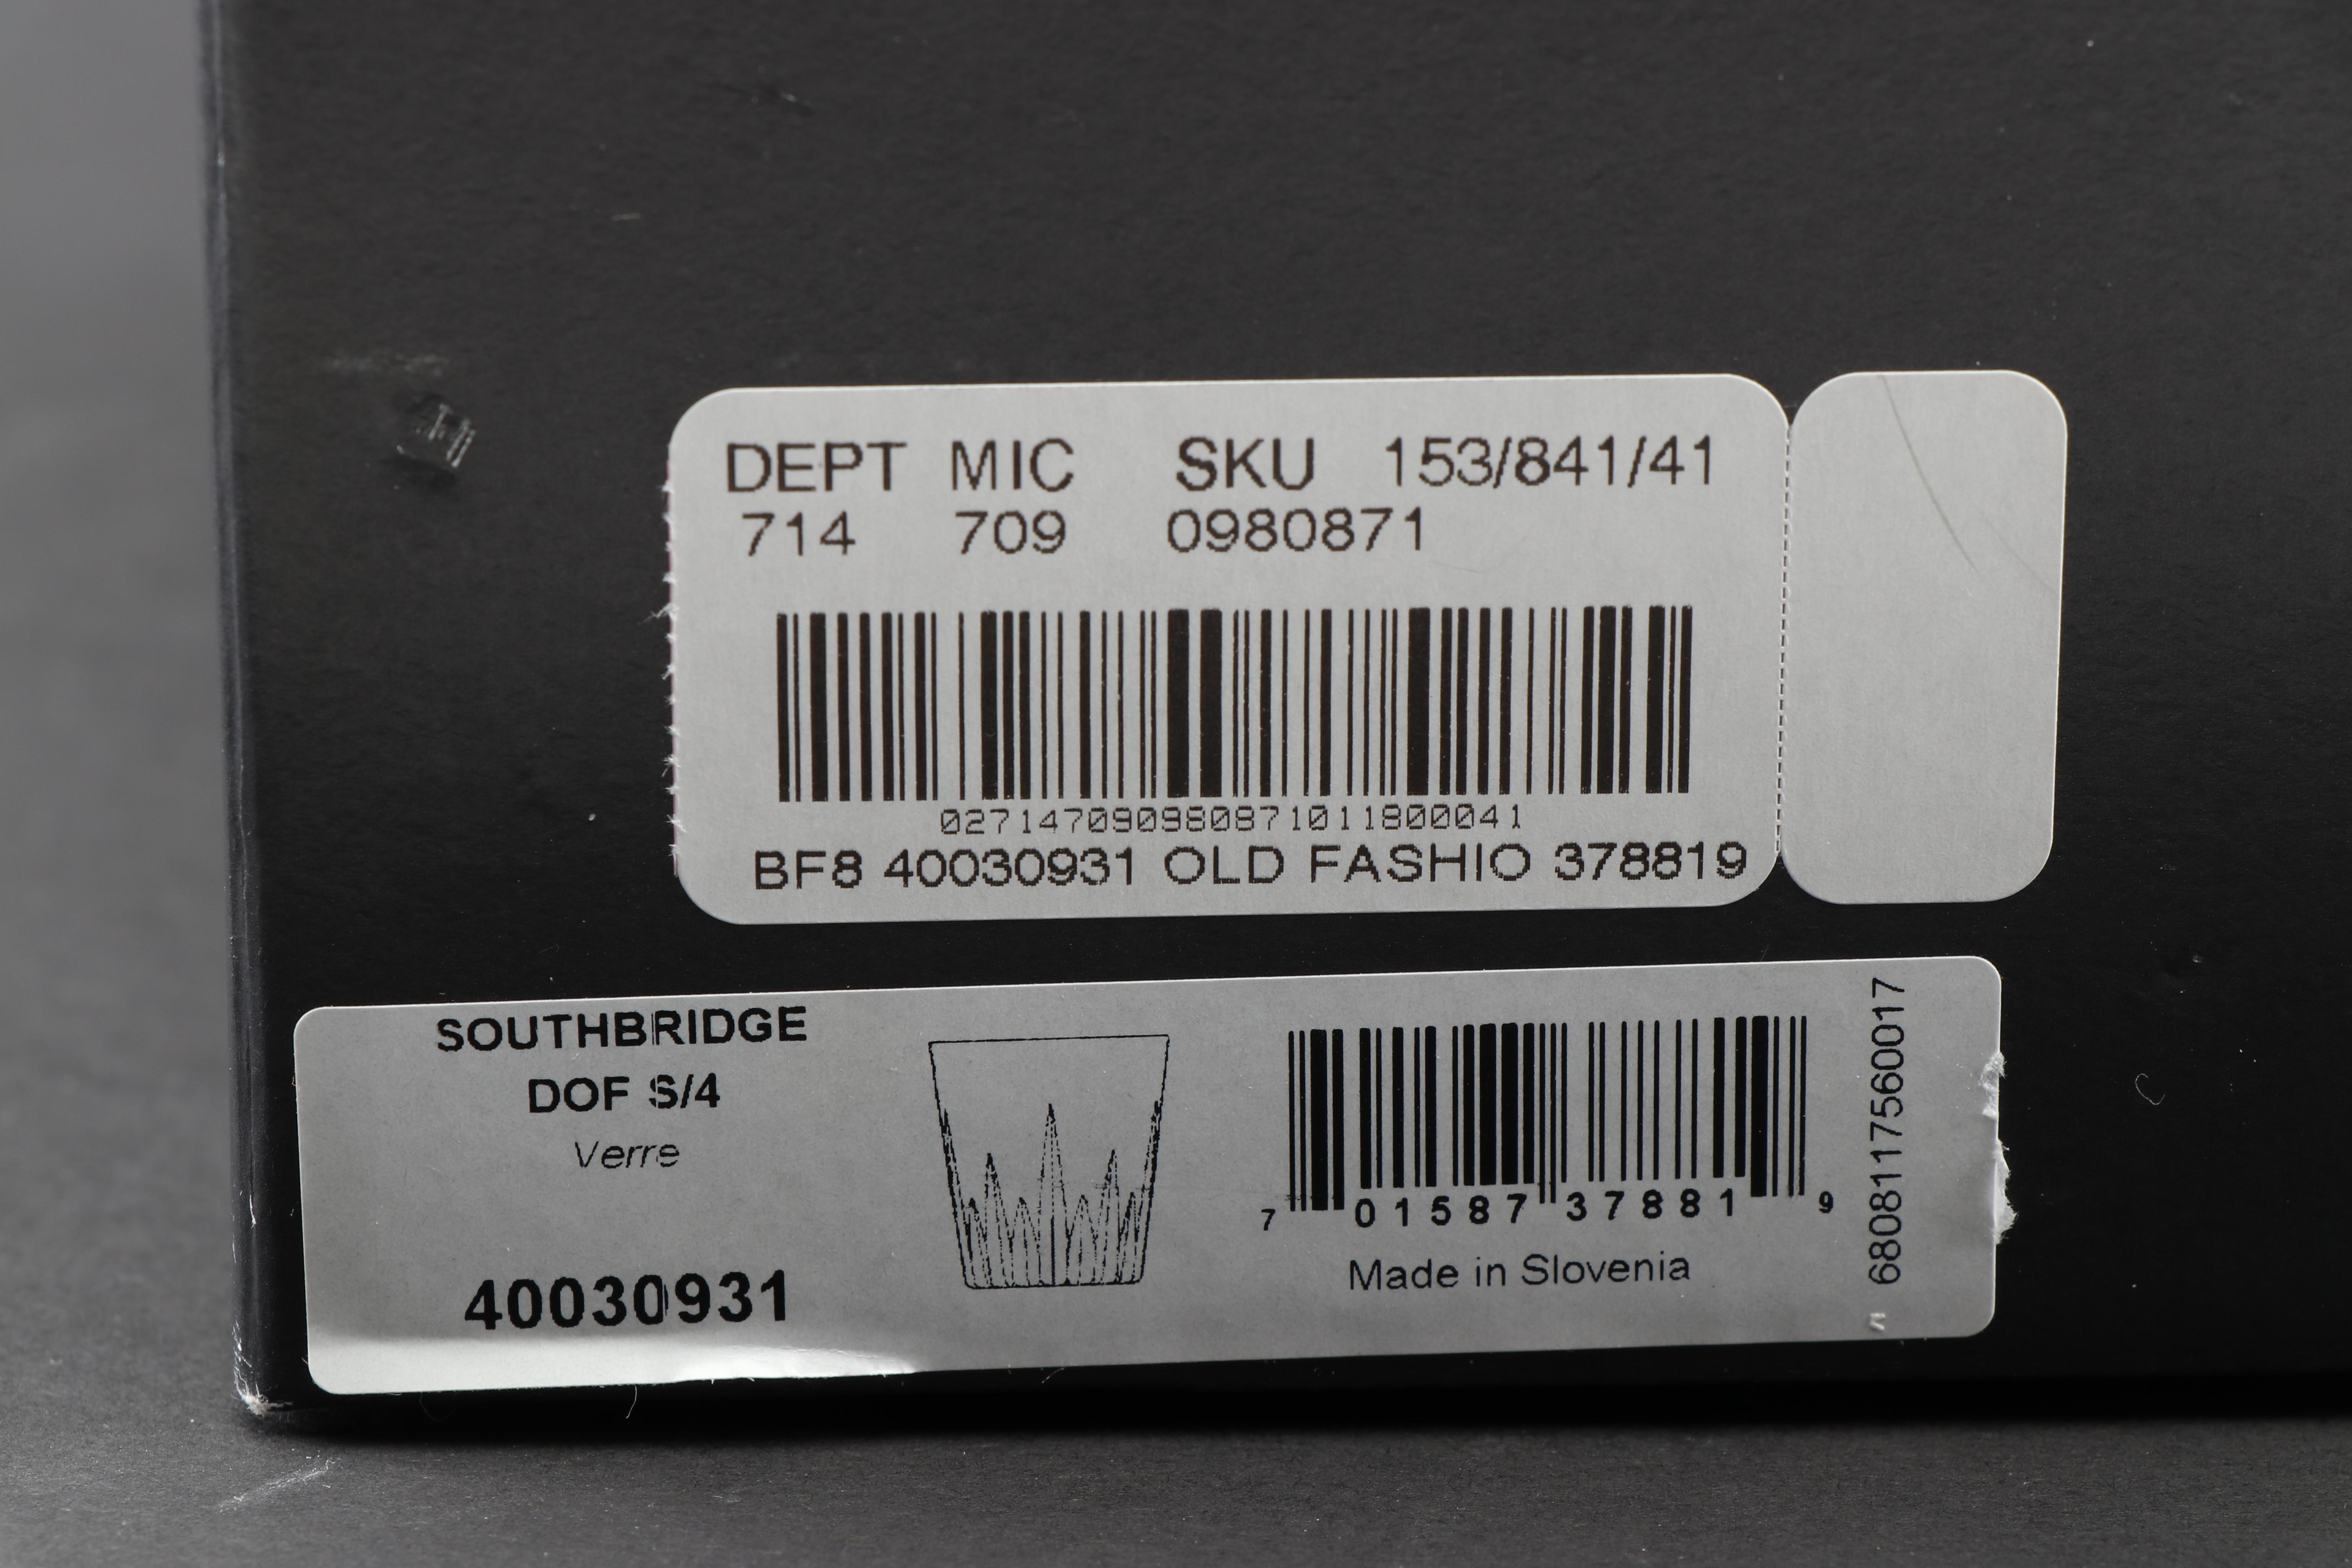 DEPT MIC SKU 153/841/41
714 709 0980871
027147090980871011800041
BF8 40030931 OLD FASHIO 378819
SOUTHBRIDGE
DOF S/4
Verre
40030931
7 01587 37881 9
Made in Slovenia
6808117560017